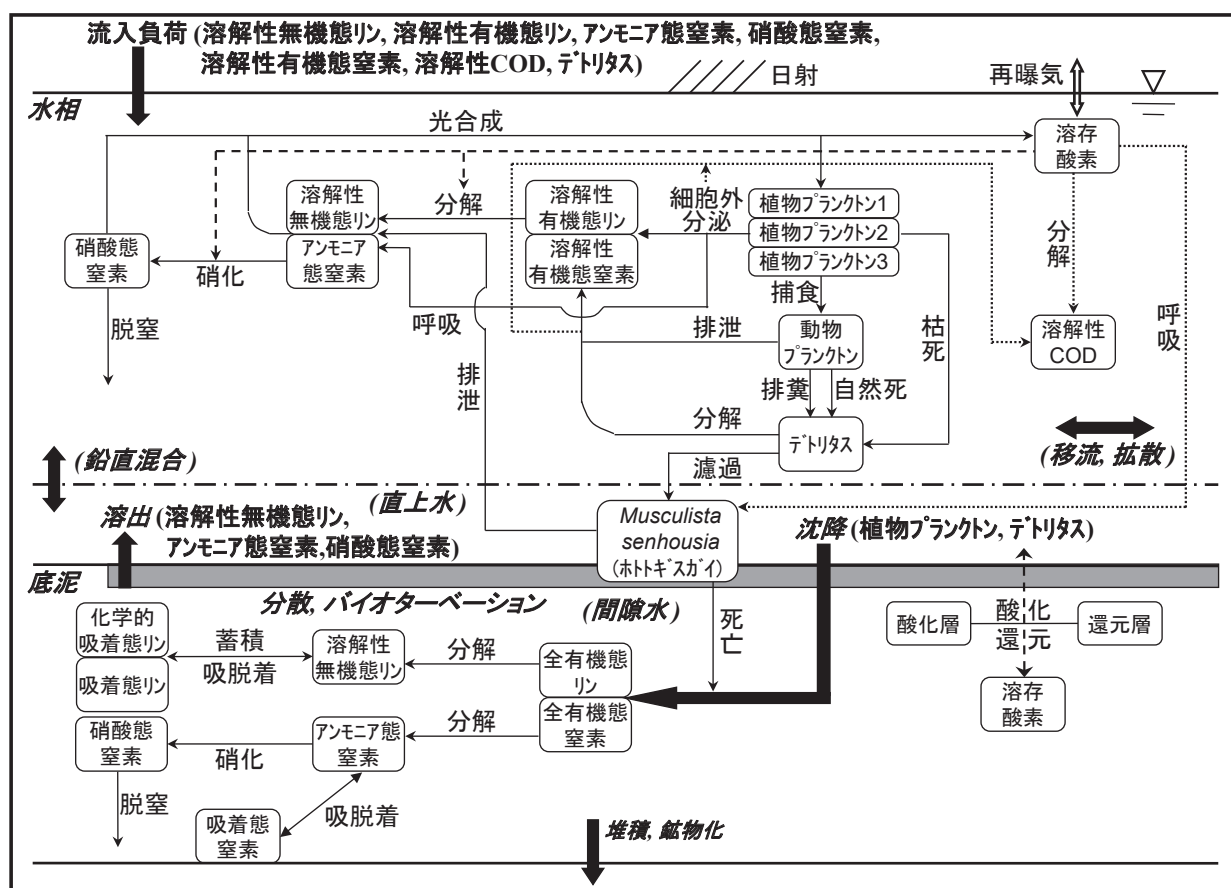 流入負荷 (溶解性無機態リン, 溶解性有機態リン, アンモニア態窒素, 硝酸態窒素,
溶解性有機態窒素, 溶解性COD, デトリタス)
日射
再曝気
水相
光合成
溶存
酸素
溶解性
無機態リン
アンモニア
態窒素
分解
溶解性
有機態リン
溶解性
有機態窒素
細胞外
分泌
植物プランクトン1
植物プランクトン2
植物プランクトン3
硝酸態
窒素
硝化
分解
呼吸
捕食
呼吸
脱窒
排泄
排泄
動物
プランクトン
枯死
溶解性
COD
排糞
自然死
分解
デトリタス
(鉛直混合)
濾過
(移流, 拡散)
(直上水)
溶出 (溶解性無機態リン,
アンモニア態窒素,硝酸態窒素)
Musculista
senhousia
(ホトトギスガイ)
沈降 (植物プランクトン, デトリタス)
底泥
分散, バイオターベーション
(間隙水)
死亡
化学的
吸着態リン
吸着態リン
蓄積
吸脱着
溶解性
無機態リン
分解
全有機態
リン
全有機態
窒素
酸化層
酸化
還元
還元層
溶存
酸素
硝酸態
窒素
硝化
アンモニア態
窒素
分解
脱窒
吸着態
窒素
吸脱着
堆積, 鉱物化